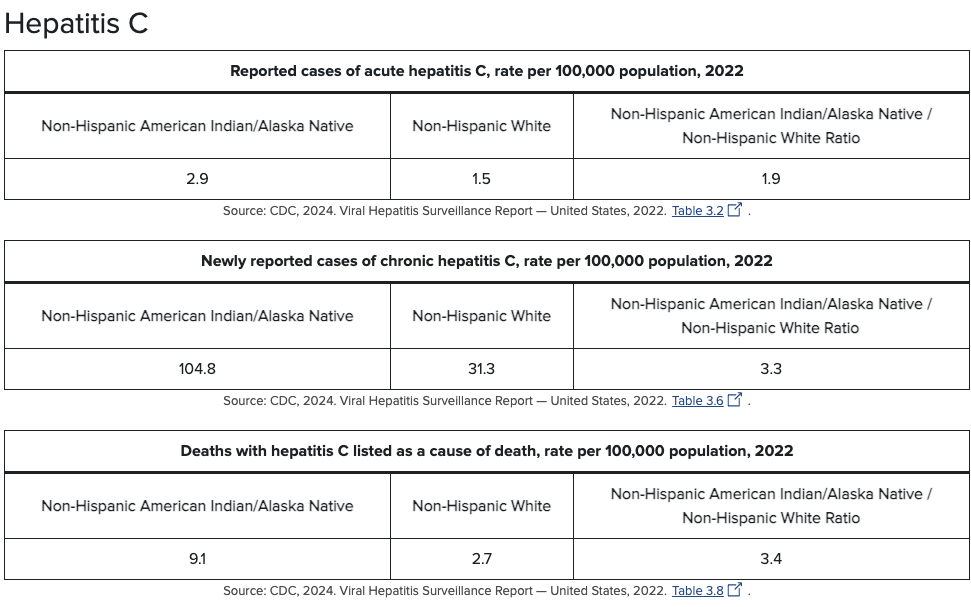 Hepatitis C
Reported cases of acute hepatitis C, rate per 100,000 population, 2022
Non-Hispanic American Indian/Alaska Native
Non-Hispanic White
Non-Hispanic American Indian/Alaska Native /
Non-Hispanic White Ratio
2.9
1.5
1.9
Source: CDC, 2024. Viral Hepatitis Surveillance Report — United States, 2022. Table 3.2 .
Newly reported cases of chronic hepatitis C, rate per 100,000 population, 2022
Non-Hispanic American Indian/Alaska Native
Non-Hispanic White
Non-Hispanic American Indian/Alaska Native /
Non-Hispanic White Ratio
104.8
31.3
3.3
Source: CDC, 2024. Viral Hepatitis Surveillance Report — United States, 2022. Table 3.6 .
Deaths with hepatitis C listed as a cause of death, rate per 100,000 population, 2022
Non-Hispanic American Indian/Alaska Native
Non-Hispanic White
Non-Hispanic American Indian/Alaska Native /
Non-Hispanic White Ratio
9.1
2.7
3.4
Source: CDC, 2024. Viral Hepatitis Surveillance Report — United States, 2022. Table 3.8 .